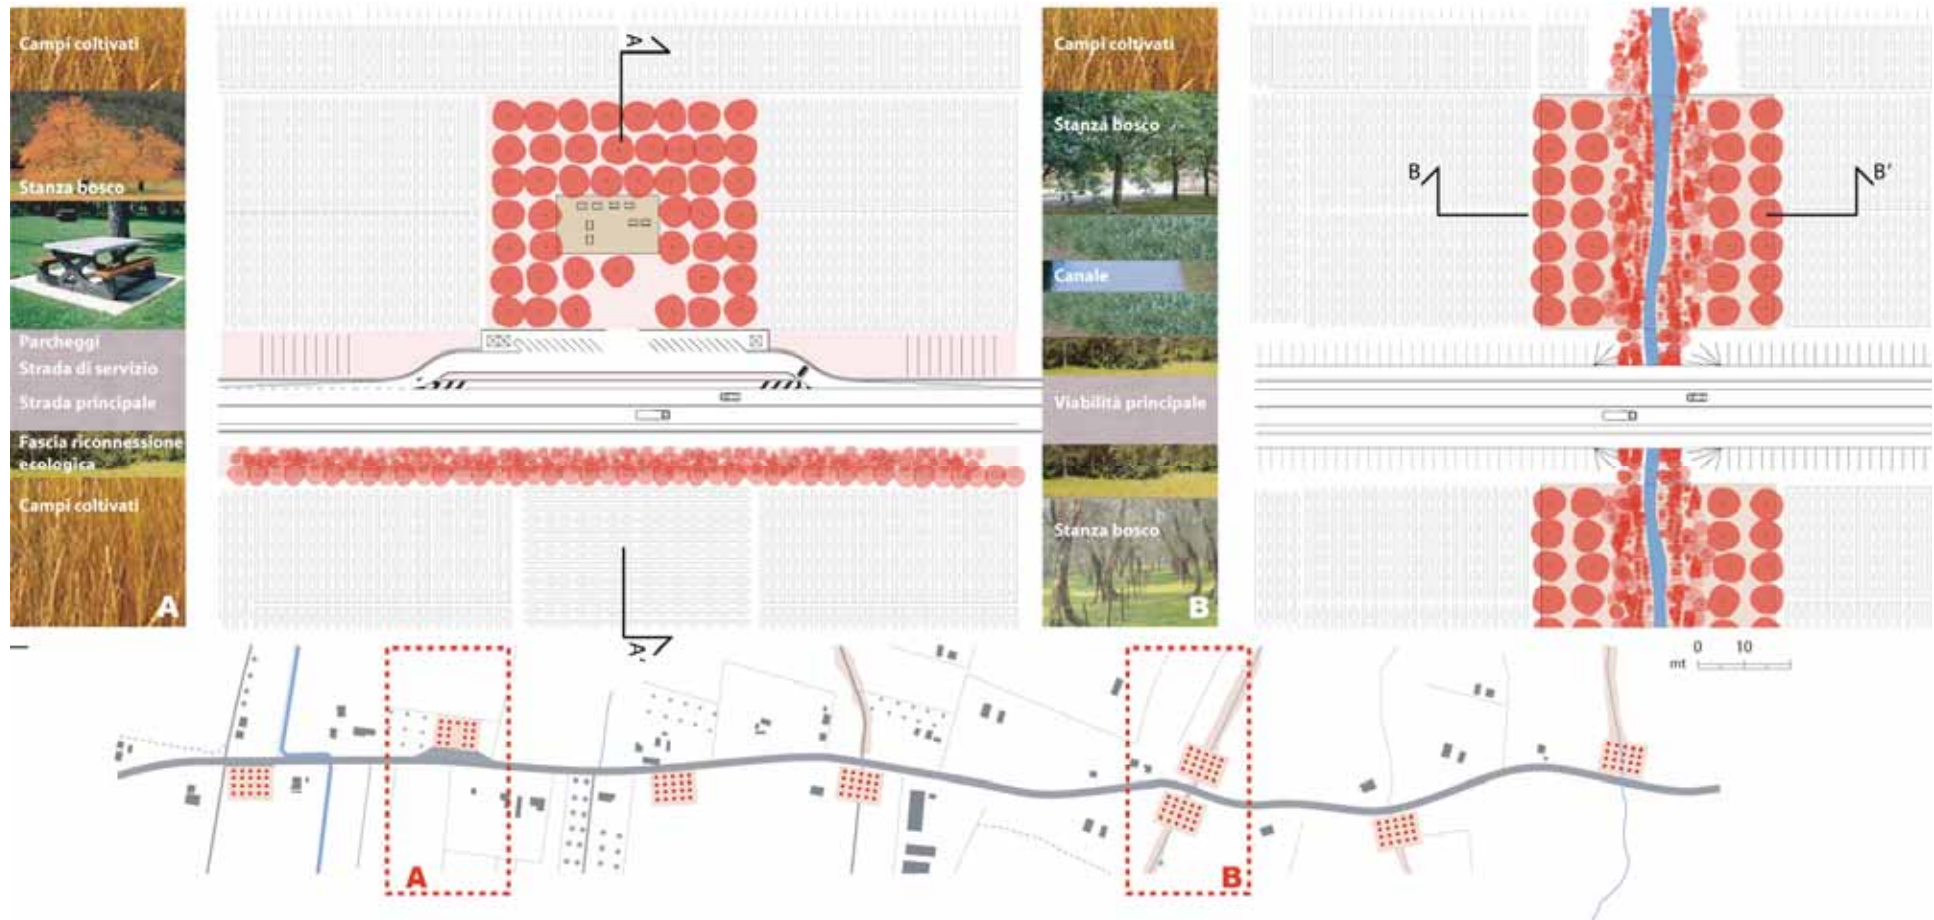 Campi coltivati
Stanza bosco
Parcheggi
Strada di servizio
Strada principale
Fascia riconnessione
ecologica
Campi coltivati
A
A
A'
Campi coltivati
Stanza bosco
Canale
Viabilità principale
Stanza bosco
B
B
B'
0 10
mt
A
B